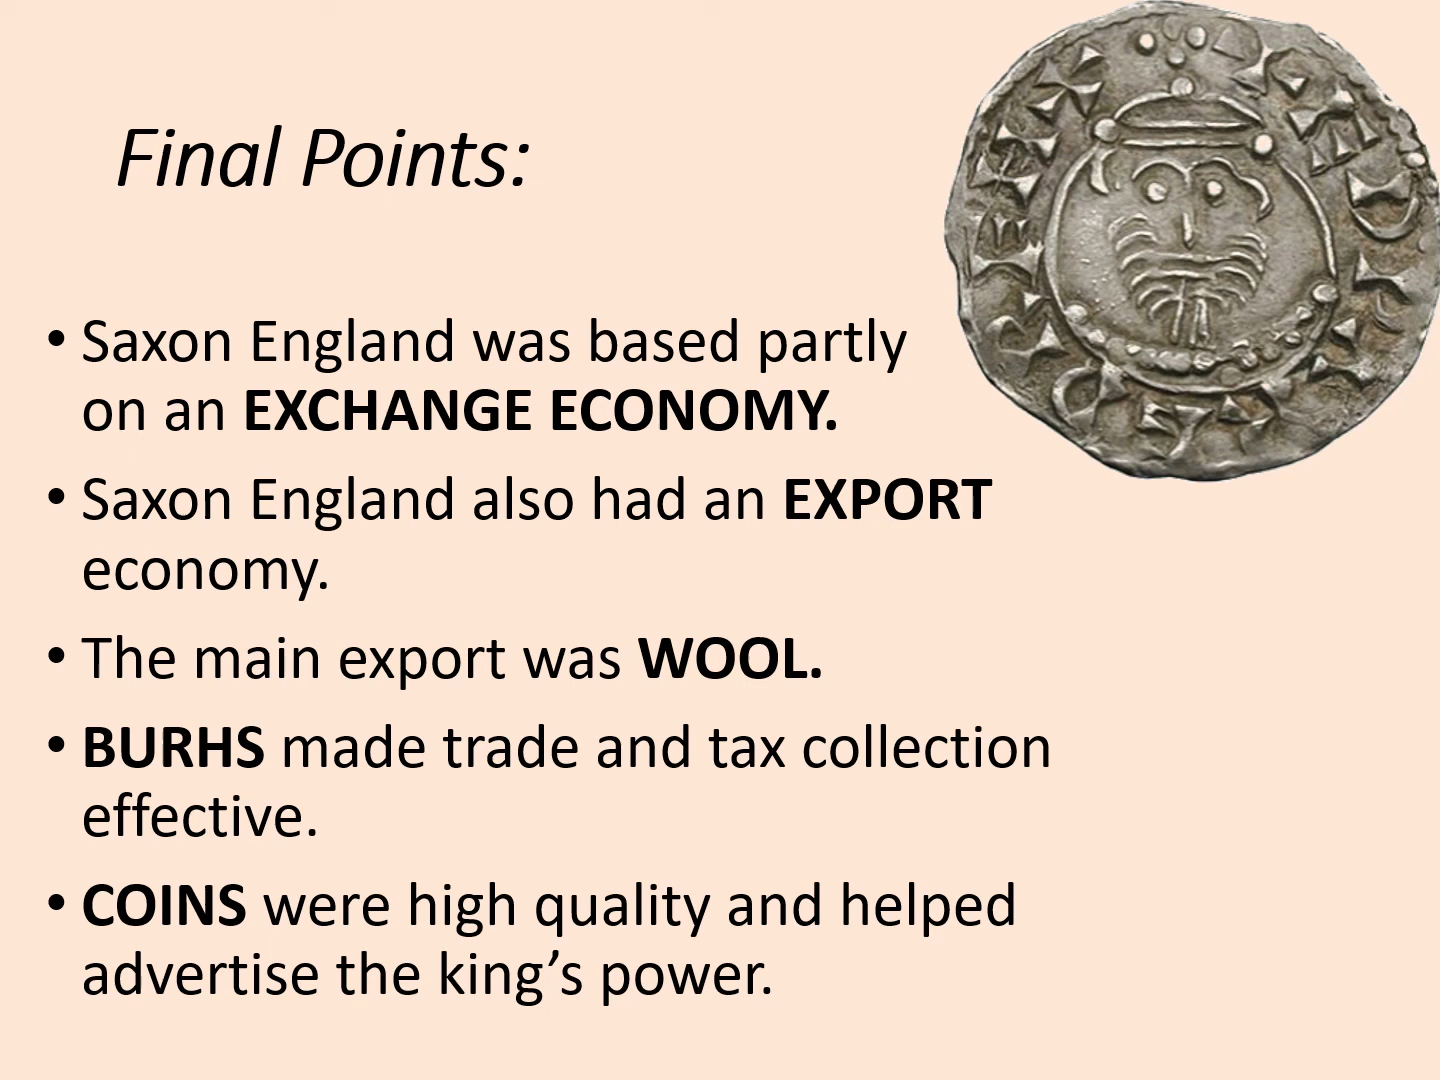 Final Points:
• Saxon England was based partly
on an EXCHANGE ECONOMY.
• Saxon England also had an EXPORT
economy.
• The main export was WOOL.
• BURHS made trade and tax collection
effective.
• COINS were high quality and helped
advertise the king’s power.